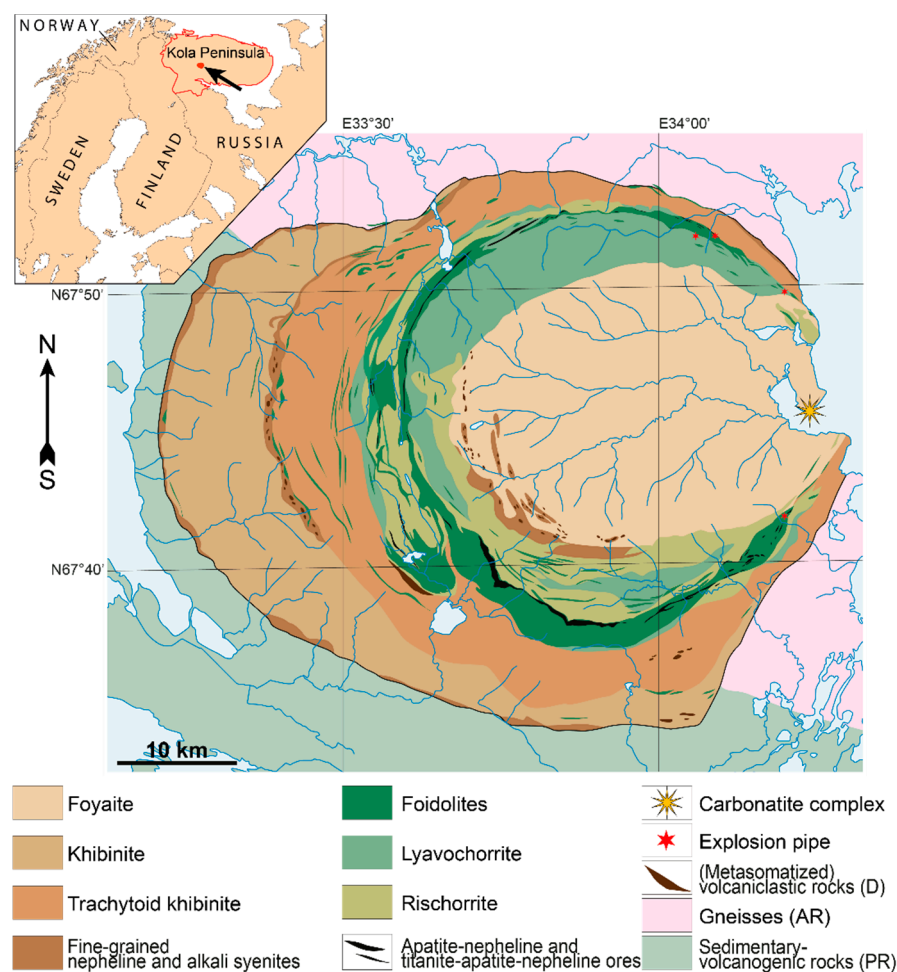 NORWAY
Kola Peninsula
SWEDEN
FINLAND
RUSSIA
E33°30'
E34°00'
N67°50'
N
S
N67°40'
10 km
Foyaite
Foidolites
Carbonatite complex
Khibinite
Lyavochorrite
Explosion pipe
Trachytoid khibinite
Rischorrite
(Metasomatized)
volcaniclastic rocks (D)
Gneisses (AR)
Fine-grained
nepheline and alkali syenites
Apatite-nepheline and
titanite-apatite-nepheline ores
Sedimentary-
volcanogenic rocks (PR)